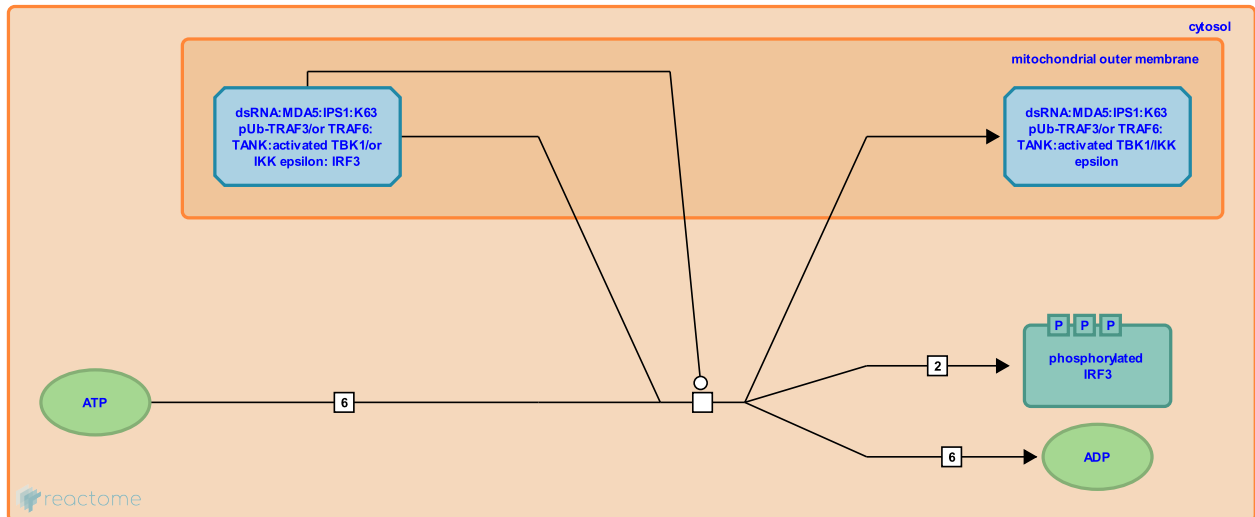 cytosol
mitochondrial outer membrane
dsRNA:MDA5:IPS1:K63
pUb-TRAF3/or TRAF6:
TANK:activated TBK1/or
IKK epsilon: IRF3
dsRNA:MDA5:IPS1:K63
pUb-TRAF3/or TRAF6:
TANK:activated TBK1/IKK
epsilon
P P P
phosphorylated
IRF3
2
ATP
6
6
ADP
reactome